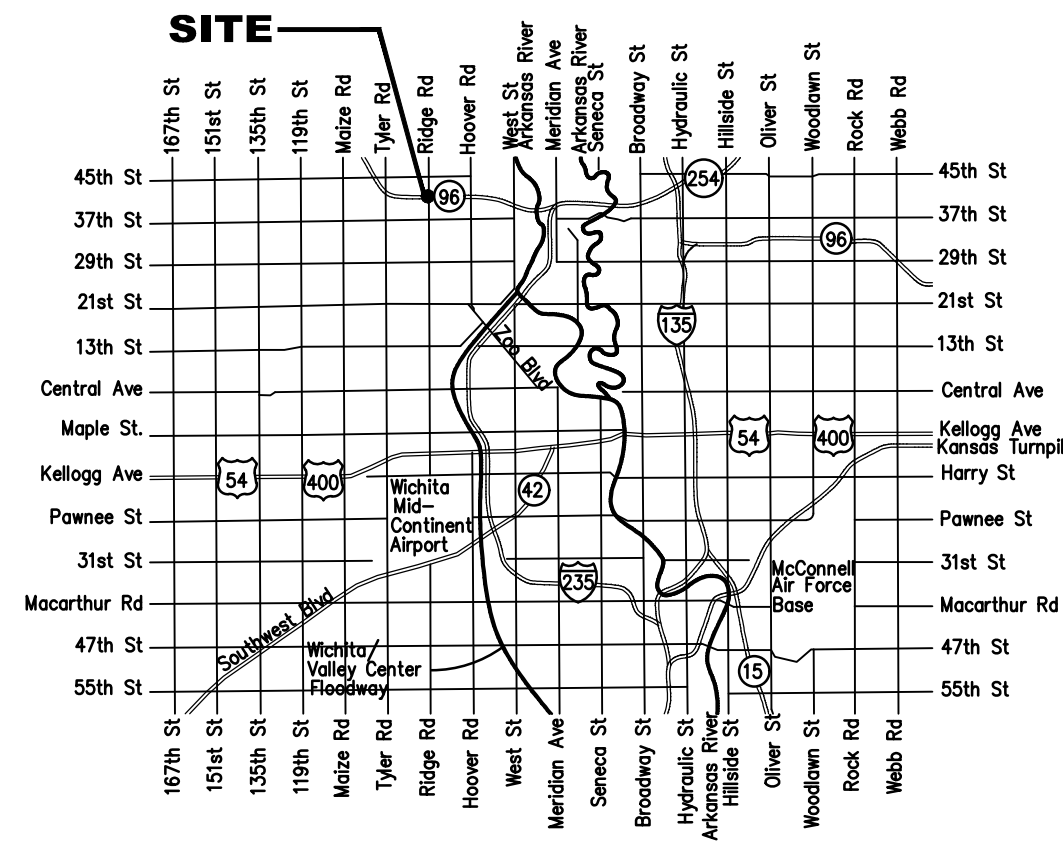 SITE
167th St
151st St
135th St
119th St
Maize Rd
Tyler Rd
Ridge Rd
Hoover Rd
West St
Arkansas River
Meridian Ave
Arkansas River
Seneca St
Broadway St
Hydraulic St
Hillside St
Oliver St
Woodlawn St
Rock Rd
Webb Rd
45th St
254
45th St
96
37th St
37th St
96
29th St
29th St
21st St
21st St
135
13th St
Zoo Blvd
13th St
Central Ave
Central Ave
Maple St.
54
400
Kellogg Ave
Kansas Turnpi
Kellogg Ave
54
400
Harry St
Wichita
Mid-
Continent
Airport
42
Pawnee St
Pawnee St
31st St
31st St
235
McConnell
Air Force
Base
Macarthur Rd
Macarthur Rd
Southwest Blvd
47th St
47th St
Wichita/
Valley Center
Floodway
15
55th St
55th St
167th St
151st St
135th St
119th St
Maize Rd
Tyler Rd
Ridge Rd
Hoover Rd
West St
Meridian Ave
Seneca St
Broadway St
Hydraulic St
Arkansas River
Hillside St
Oliver St
Woodlawn St
Rock Rd
Webb Rd